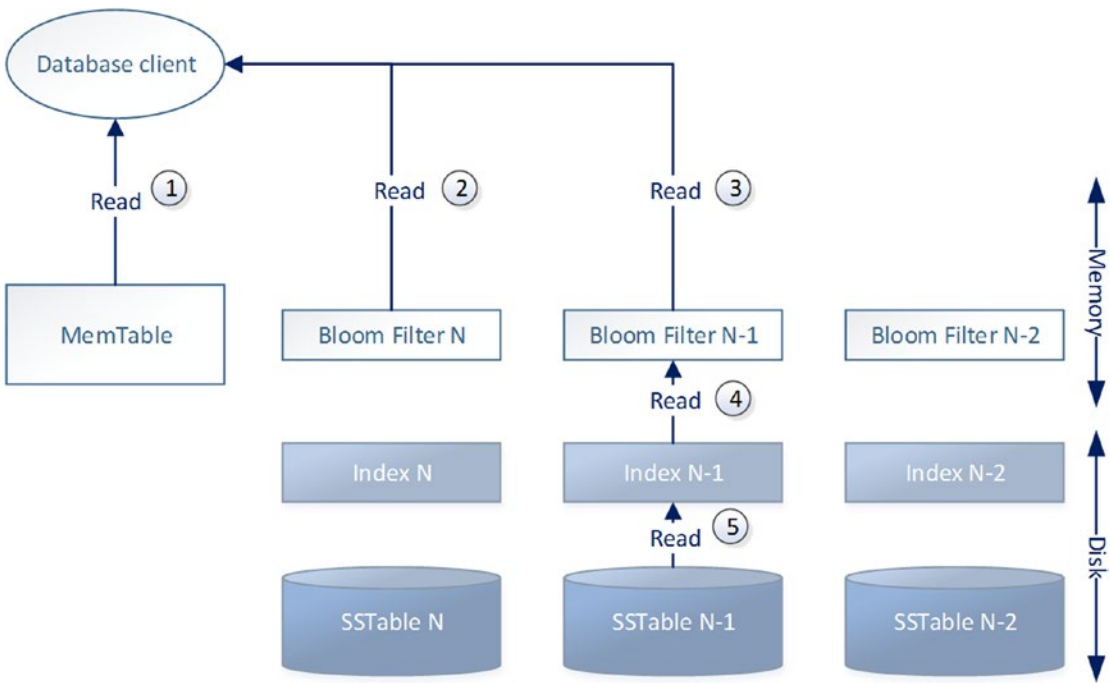 Database client
Read 1
Read 2
Read 3
MemTable
Bloom Filter N
Bloom Filter N-1
Bloom Filter N-2
Memory
Read 4
Index N
Index N-1
Index N-2
Read 5
Disk
SSTable N
SSTable N-1
SSTable N-2